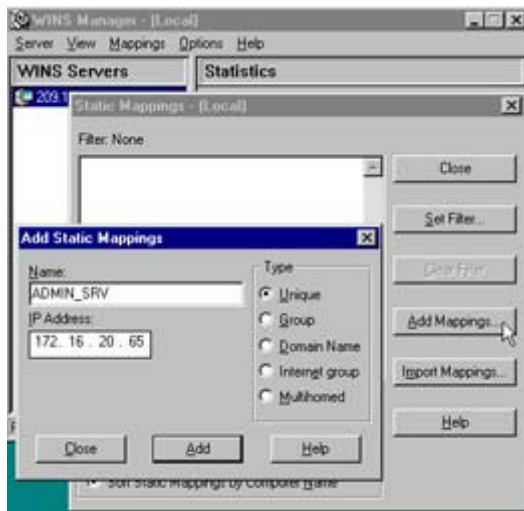 WINS Manager - (Local)
Server View Mappings Options Help
WINS Servers
Statistics
209.1
Static Mappings - (Local)
Filter: None
Close
Set Filter...
Clear Filter
Add Mappings...
Import Mappings...
Help
Add Static Mappings
Name:
ADMIN_SRV
IP Address:
172. 16 . 20 . 65
Type
Unique
Group
Domain Name
Internet group
Multihomed
Close
Add
Help
Sort Static Mappings by Computer Name